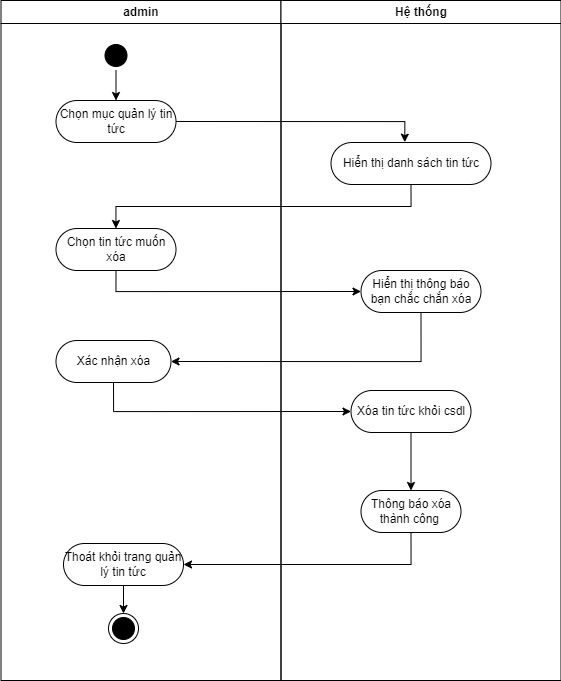 admin
Hệ thống
Chọn mục quản lý tin
tức
Hiển thị danh sách tin tức
Chọn tin tức muốn
xóa
Hiển thị thông báo
bạn chắc chắn xóa
Xác nhận xóa
Xóa tin tức khỏi csdl
Thông báo xóa
thành công
Thoát khỏi trang quản
lý tin tức